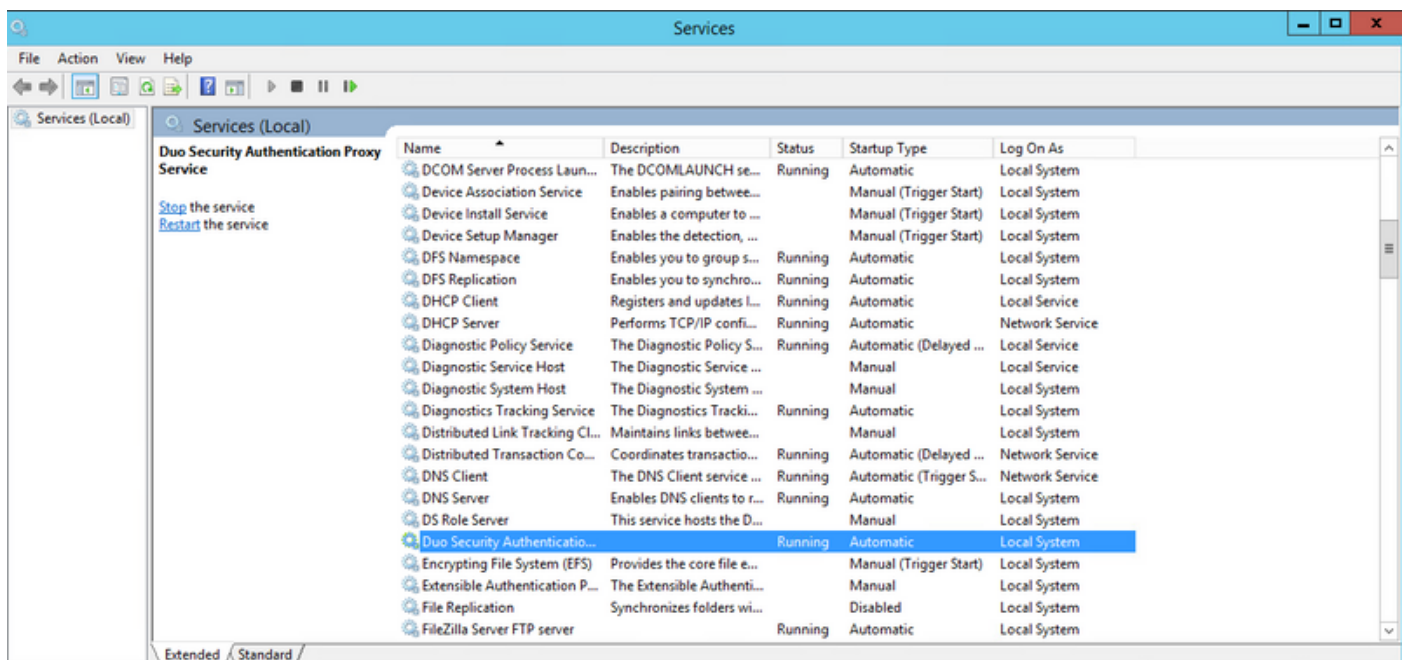 Services
File Action View Help
Services (Local)
Services (Local)
Duo Security Authentication Proxy
Service
Stop the service
Restart the service
Name Description Status Startup Type Log On As
DCOM Server Process Laun... The DCOMLAUNCH se... Running Automatic Local System
Device Association Service Enables pairing betwee... Manual (Trigger Start) Local System
Device Install Service Enables a computer to ... Manual (Trigger Start) Local System
Device Setup Manager Enables the detection, ... Manual (Trigger Start) Local System
DFS Namespace Enables you to group s... Running Automatic Local System
DFS Replication Enables you to synchro... Running Automatic Local System
DHCP Client Registers and updates I... Running Automatic Local Service
DHCP Server Performs TCP/IP confi... Running Automatic Network Service
Diagnostic Policy Service The Diagnostic Policy S... Running Automatic (Delayed ... Local Service
Diagnostic Service Host The Diagnostic Service ... Manual Local Service
Diagnostic System Host The Diagnostic System ... Manual Local System
Diagnostics Tracking Service The Diagnostics Tracki... Running Automatic Local System
Distributed Link Tracking Cl... Maintains links betwee... Manual Local System
Distributed Transaction Co... Coordinates transactio... Running Automatic (Delayed ... Network Service
DNS Client The DNS Client service ... Running Automatic (Trigger S... Network Service
DNS Server Enables DNS clients to r... Running Automatic Local System
DS Role Server This service hosts the D... Manual Local System
Duo Security Authenticatio... Running Automatic Local System
Encrypting File System (EFS) Provides the core file e... Manual (Trigger Start) Local System
Extensible Authentication P... The Extensible Authenti... Manual Local System
File Replication Synchronizes folders wi... Disabled Local System
FileZilla Server FTP server Running Automatic Local System
Extended Standard